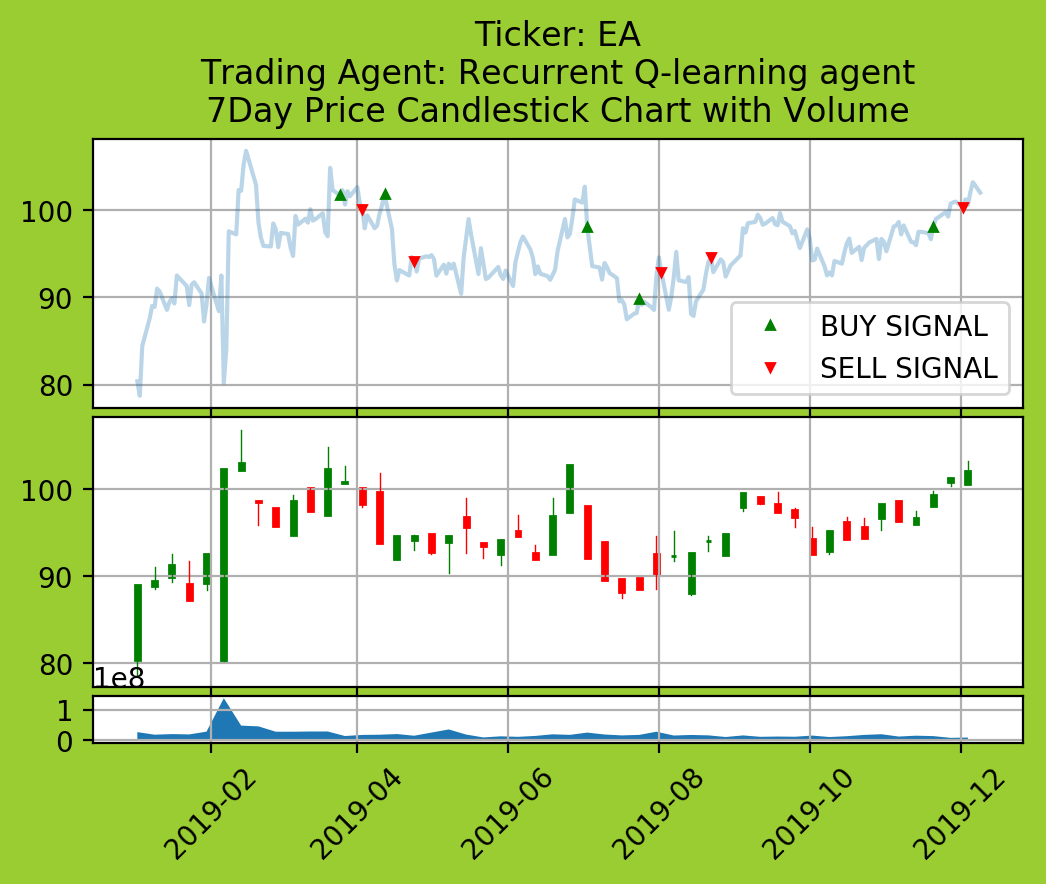 Ticker: EA
Trading Agent: Recurrent Q-learning agent
7Day Price Candlestick Chart with Volume
100
90
80
BUY SIGNAL
SELL SIGNAL
100
90
80
1e8
1
0
2019-02
2019-04
2019-06
2019-08
2019-10
2019-12